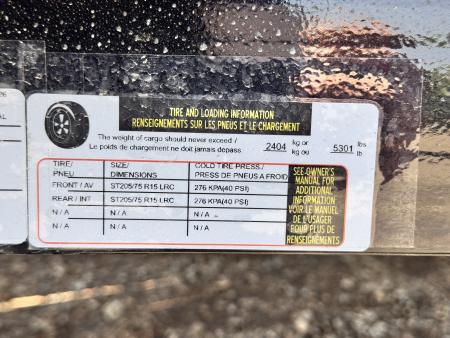 TIRE AND LOADING INFORMATION
RENSEIGNEMENTS SUR LES PNEUS ET LE CHARGEMENT
The weight of cargo should never exceed / 2404 kg or 5301 lbs
Le poids de chargement ne doit jamais depass. kg ou lb
TIRE/ SIZE/ COLD TIRE PRESS./
PNEU DIMENSIONS PRESS DE PNEUS A FROID
FRONT / AV ST205/75 R15 LRC 276 KPA(40 PSI)
REAR / INT ST205/75 R15 LRC 276 KPA(40 PSI)
N / A N / A N / A
N / A N / A N / A
SEE OWNER'S
MANUAL FOR
ADDITIONAL
INFORMATION
VOIR LE MANUEL
DE L'USAGER
POUR PLUS DE
RENSEIGNEMENTS